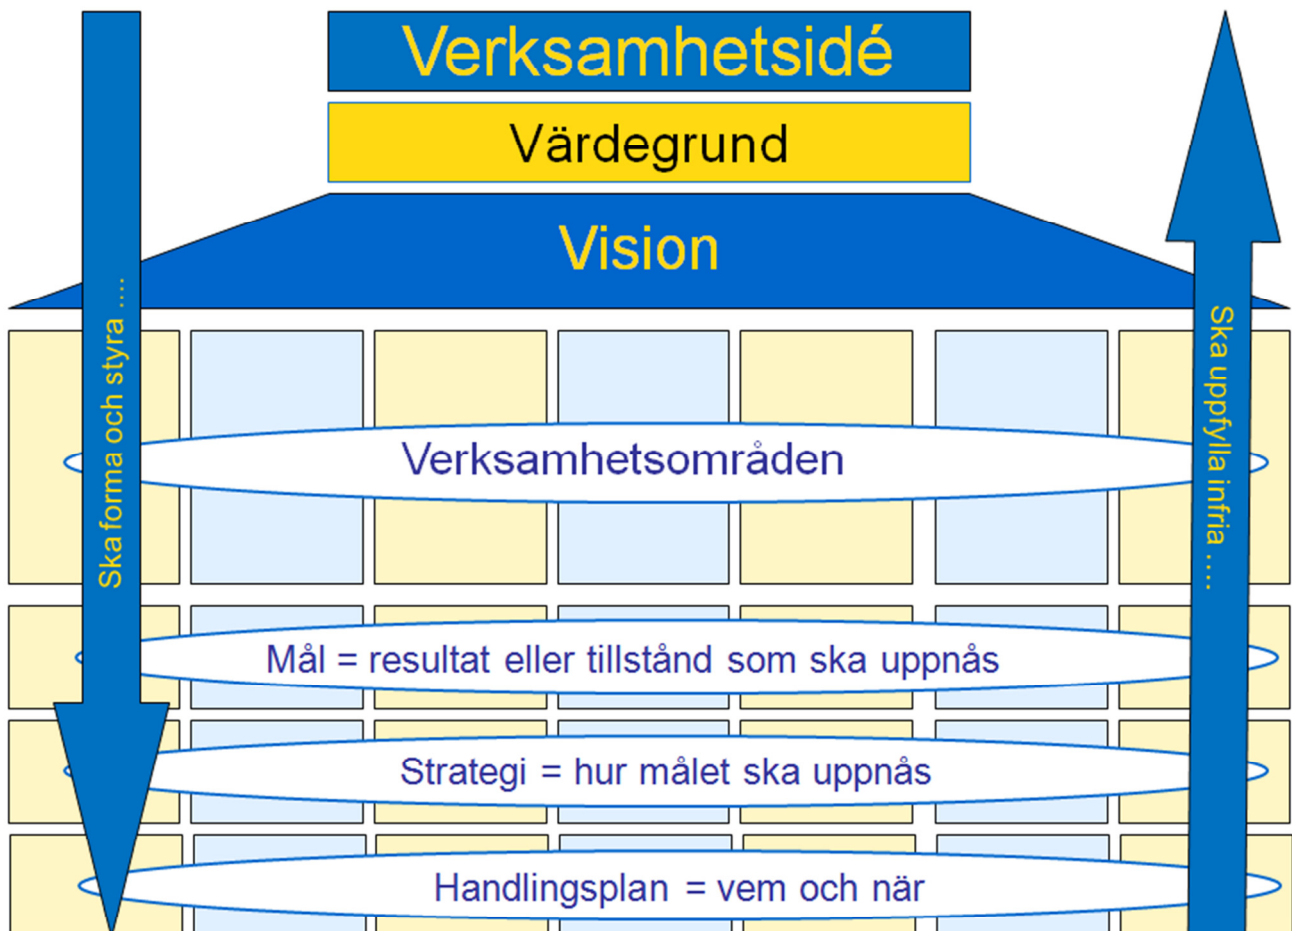 Verksamhetsidé
Värdegrund
Vision
Ska forma och styra ....
Ska uppfylla infria .....
Verksamhetsområden
Mål = resultat eller tillstånd som ska uppnås
Strategi = hur målet ska uppnås
Handlingsplan = vem och när